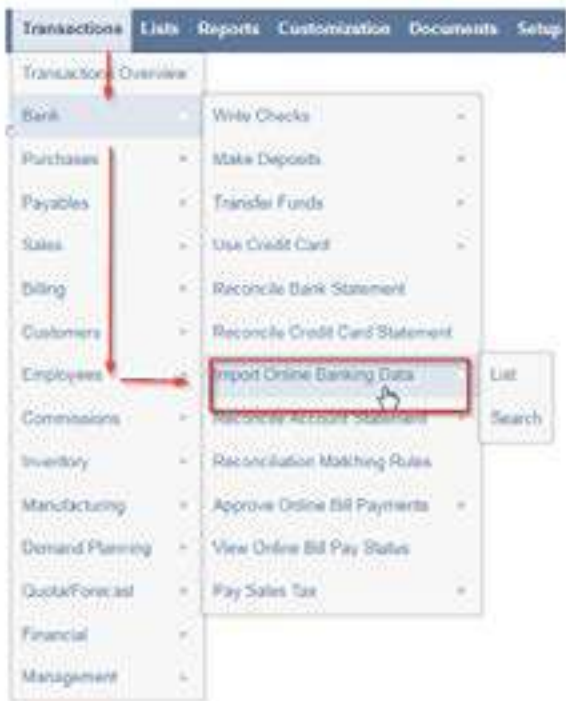 Transactions Lists Reports Customization Documents Setup
Transactions Overview
Bank
Purchases
Payables
Sales
Billing
Customers
Employees
Commissions
Inventory
Manufacturing
Demand Planning
Quota/Forecast
Financial
Management
Write Checks
Make Deposits
Transfer Funds
Use Credit Card
Reconcile Bank Statement
Reconcile Credit Card Statement
Import Online Banking Data
Reconcile Account Statement
Reconciliation Matching Rules
Approve Online Bill Payments
View Online Bill Pay Status
Pay Sales Tax
List
Search